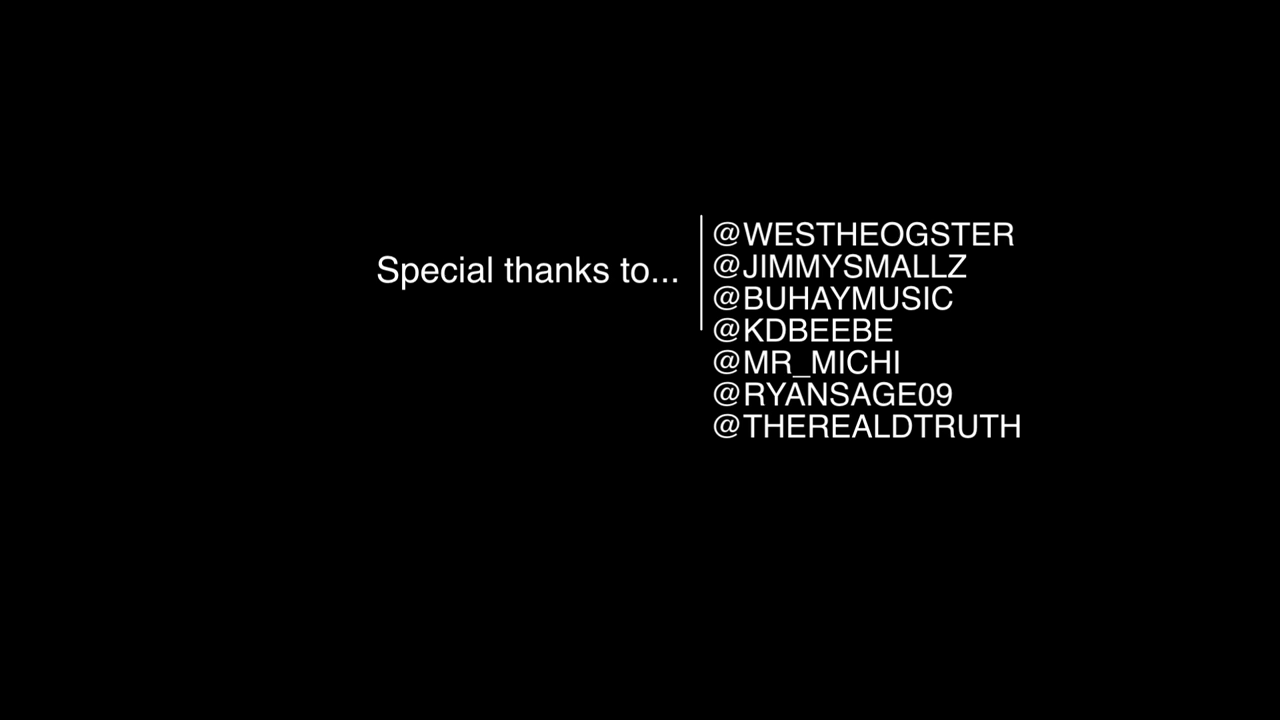 Special thanks to...
@WESTHEOGSTER
@JIMMYSMALLZ
@BUHAYMUSIC
@KDBEEBE
@MR_MICHI
@RYANSAGE09
@THEREALDTRUTH